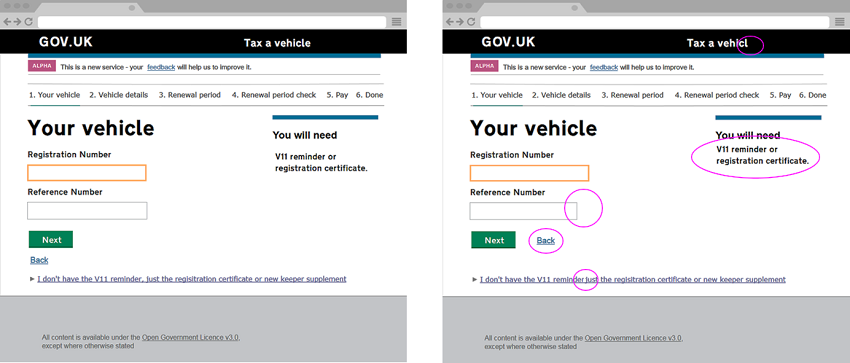 GOV.UK Tax a vehicle
ALPHA This is a new service - your feedback will help us to improve it.
1. Your vehicle 2. Vehicle details 3. Renewal period 4. Renewal period check 5. Pay 6. Done
Your vehicle
Registration Number
Reference Number
Next
Back
You will need
V11 reminder or
registration certificate.
I don't have the V11 reminder, just the regisitration certificate or new keeper supplement
All content is available under the Open Government Licence v3.0,
except where otherwise stated
GOV.UK Tax a vehicl
ALPHA This is a new service - your feedback will help us to improve it.
1. Your vehicle 2. Vehicle details 3. Renewal period 4. Renewal period check 5. Pay 6. Done
Your vehicle
Registration Number
Reference Number
Next Back
You will need
V11 reminder or
registration certificate.
I don't have the V11 reminder just the regisitration certificate or new keeper supplement
All content is available under the Open Government Licence v3.0,
except where otherwise stated